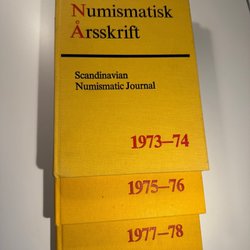 Numismatisk
Årsskrift
Scandinavian
Numismatic Journal
1973—74
1975—76
1977—78